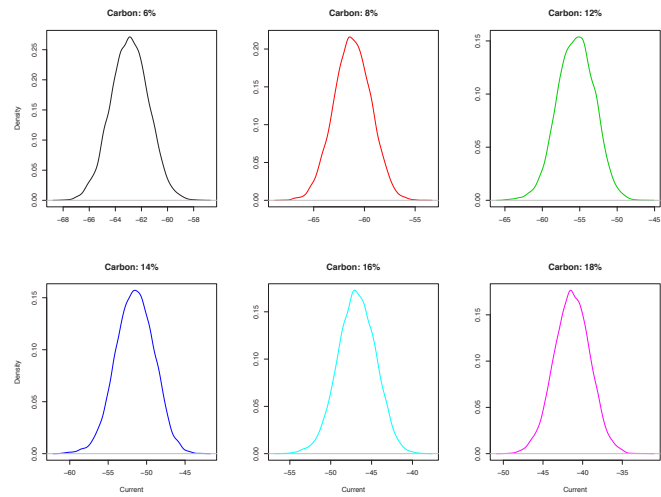 Carbon: 6%
Carbon: 8%
Carbon: 12%
Density
0.00 0.05 0.10 0.15 0.20 0.25
−68 −66 −64 −62 −60 −58
0.00 0.05 0.10 0.15 0.20
−65 −60 −55
0.00 0.05 0.10 0.15
−65 −60 −55 −50 −45
Carbon: 14%
Carbon: 16%
Carbon: 18%
Density
0.00 0.05 0.10 0.15
−60 −55 −50 −45
Current
0.00 0.05 0.10 0.15
−55 −50 −45 −40
Current
0.00 0.05 0.10 0.15
−50 −45 −40 −35
Current